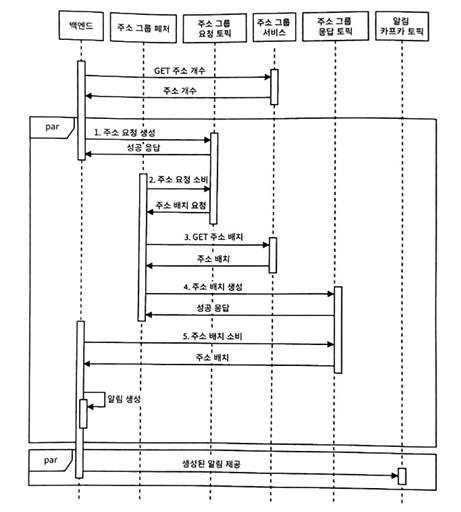 백엔드
주소 그룹 페처
주소 그룹
요청 토픽
주소 그룹
서비스
주소 그룹
응답 토픽
알림
카프카 토픽
GET 주소 개수
주소 개수
par
1. 주소 요청 생성
성공 응답
2. 주소 요청 소비
주소 배치 요청
3. GET 주소 배치
주소 배치
4. 주소 배치 생성
성공 응답
5. 주소 배치 소비
주소 배치
알림 생성
par
생성된 알림 제공